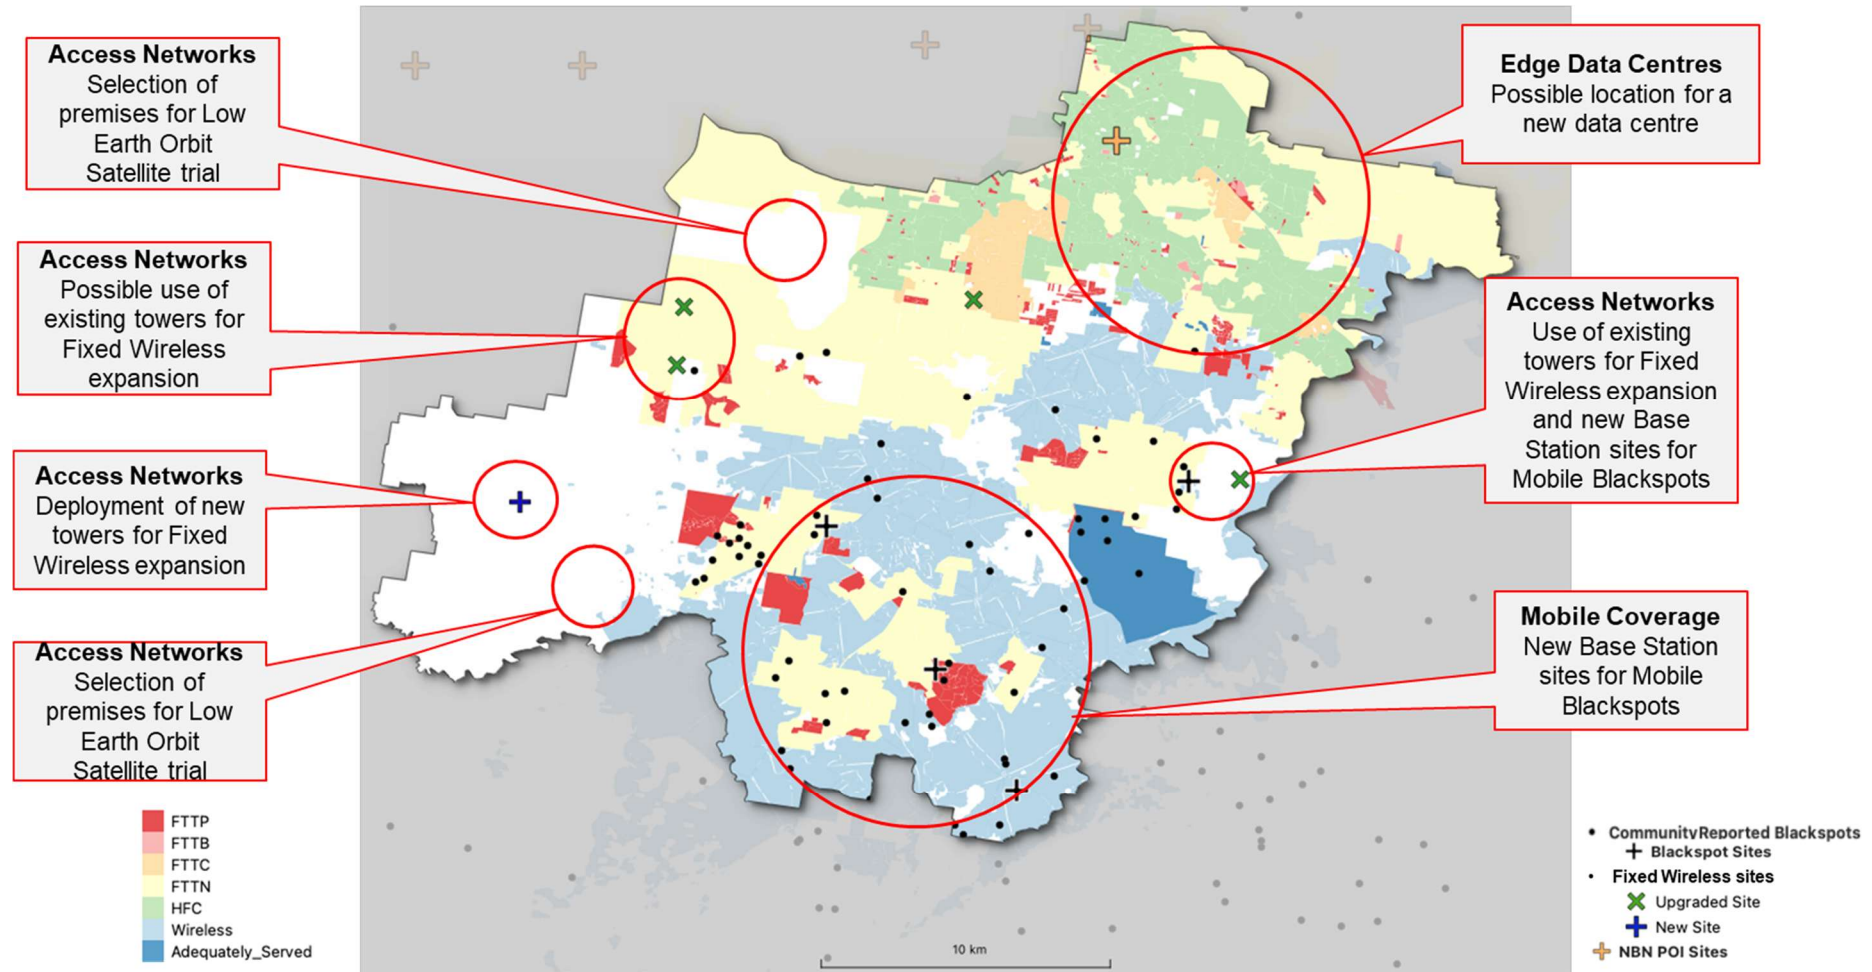 Access Networks
Selection of
premises for Low
Earth Orbit
Satellite trial
Access Networks
Possible use of
existing towers for
Fixed Wireless
expansion
Access Networks
Deployment of new
towers for Fixed
Wireless expansion
Access Networks
Selection of
premises for Low
Earth Orbit
Satellite trial
Edge Data Centres
Possible location for a
new data centre
Access Networks
Use of existing
towers for Fixed
Wireless expansion
and new Base
Station sites for
Mobile Blackspots
Mobile Coverage
New Base Station
sites for Mobile
Blackspots
FTTP
FTTB
FTTC
FTTN
HFC
Wireless
Adequately_Served
10 km
Community Reported Blackspots
Blackspot Sites
Fixed Wireless sites
Upgraded Site
New Site
NBN POI Sites